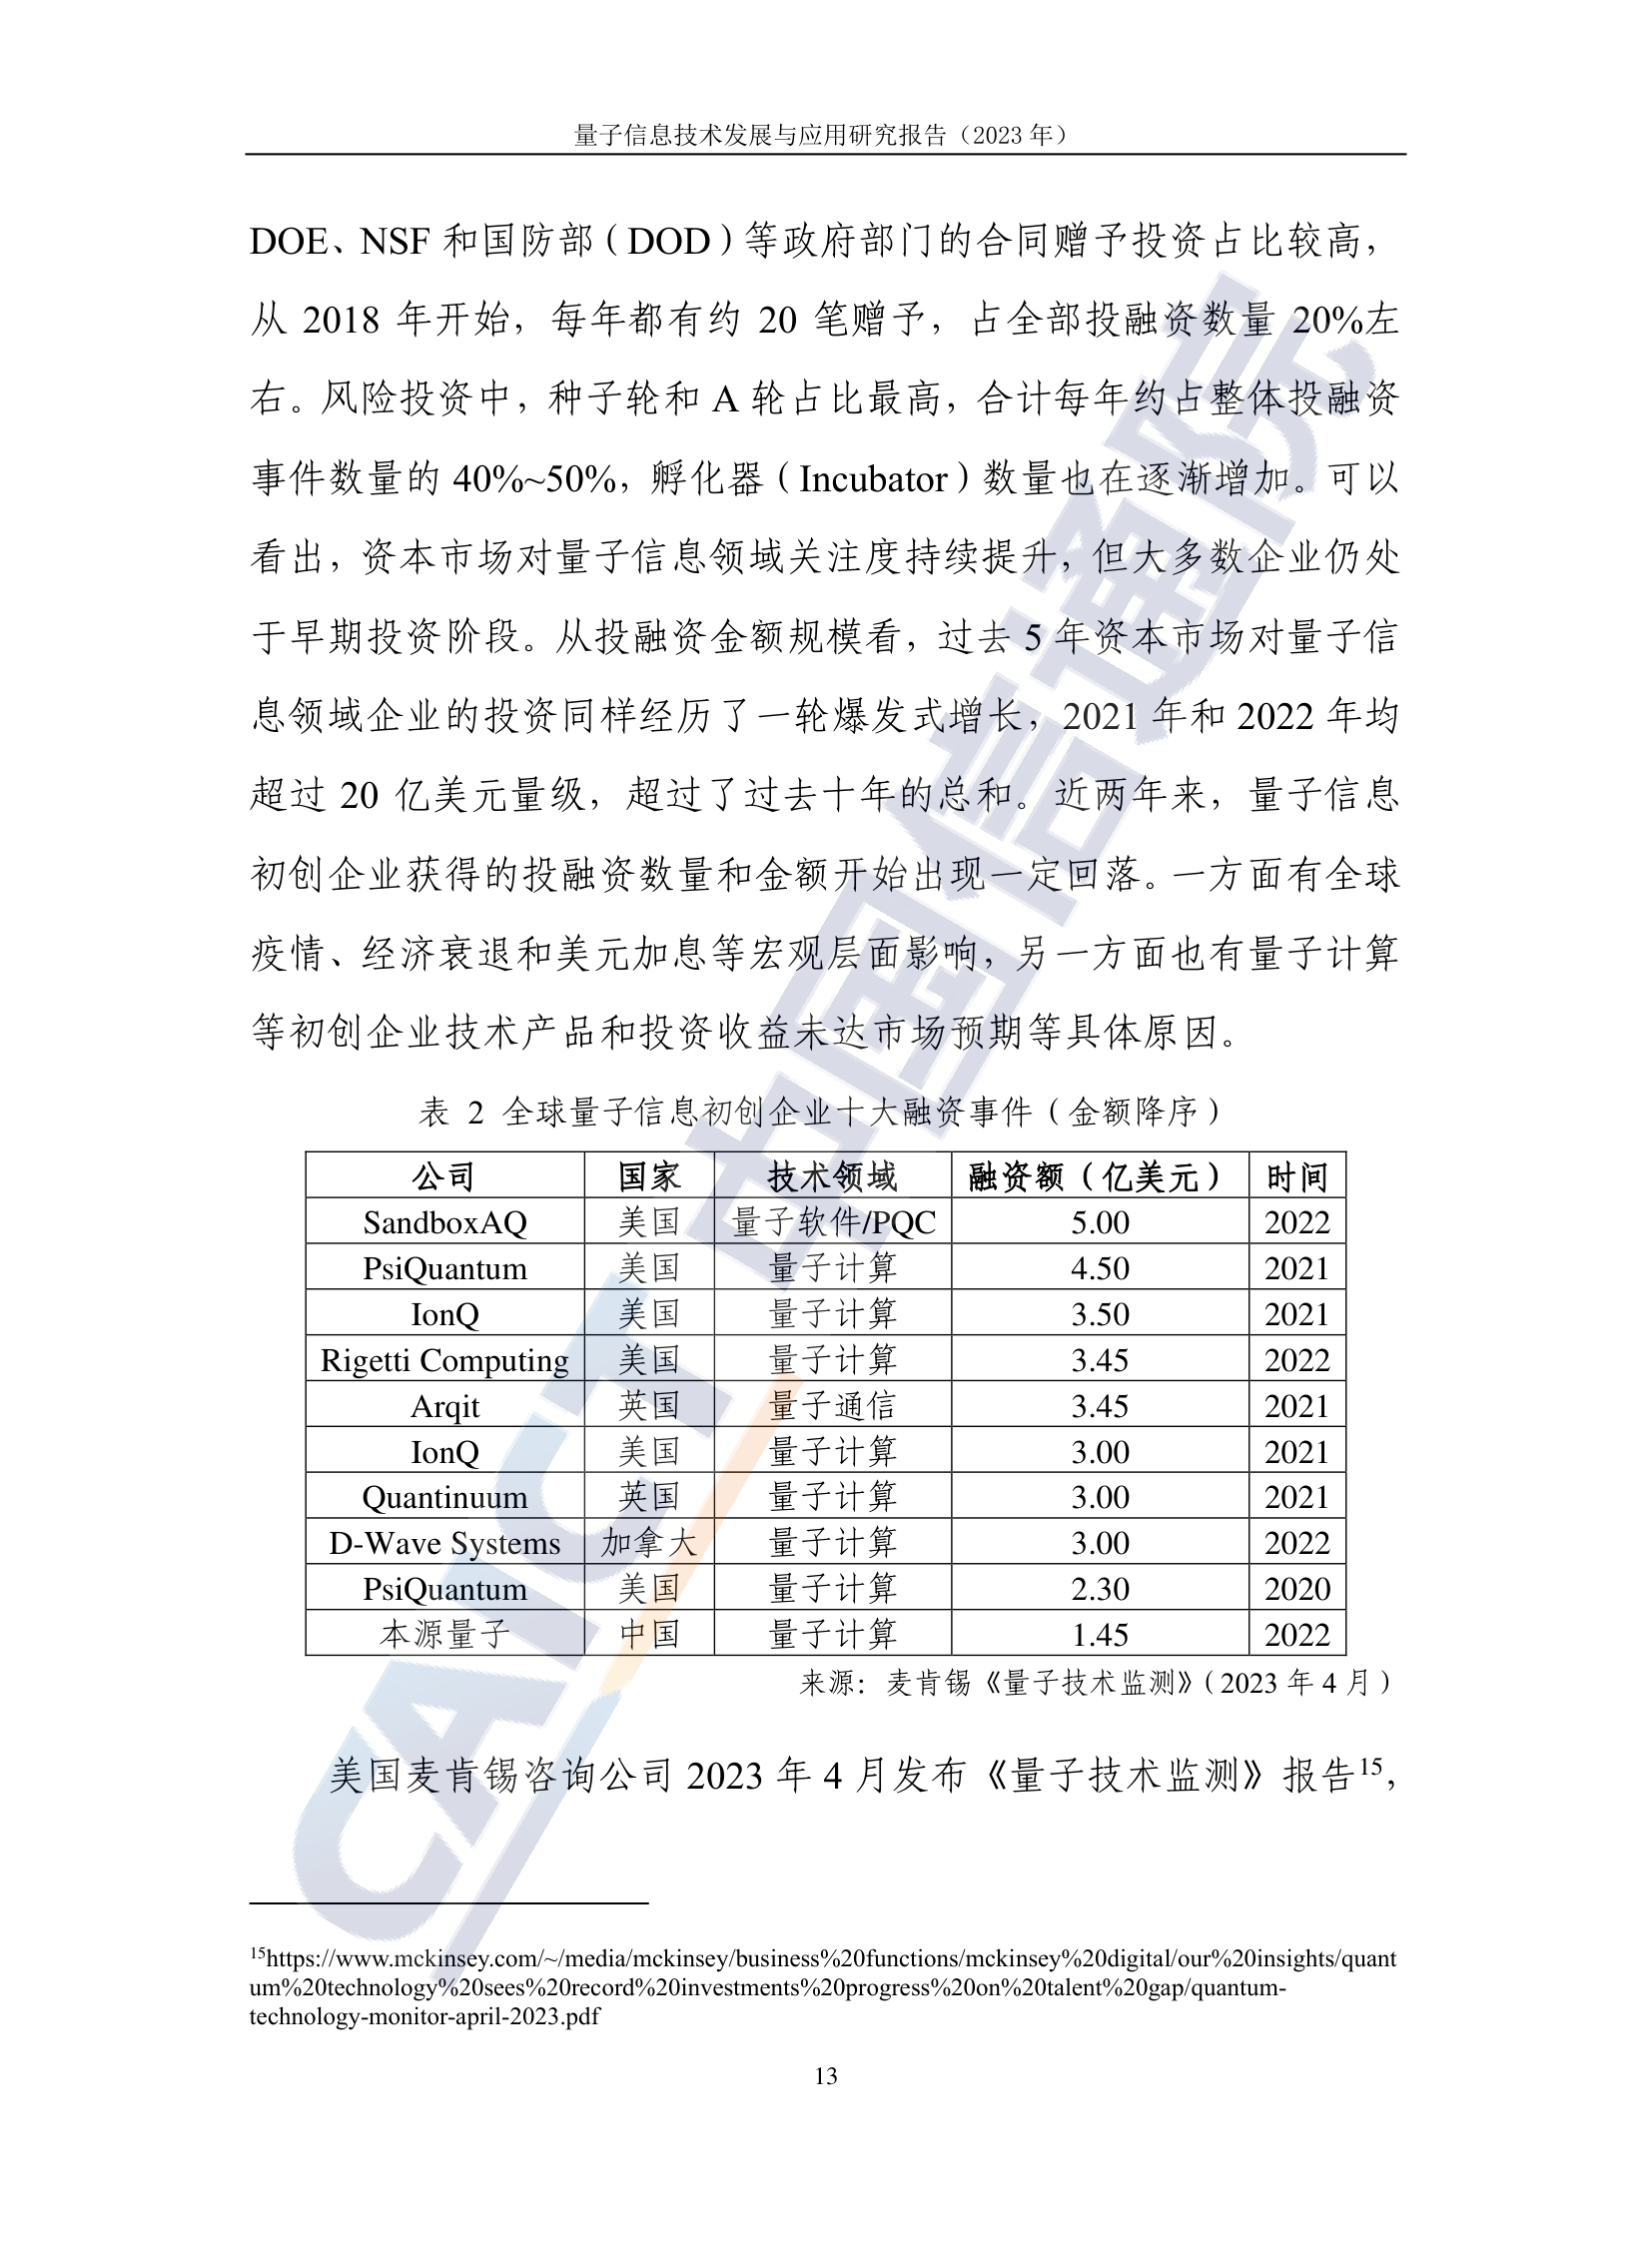 量子信息技术发展与应用研究报告（2023 年）
DOE、NSF 和国防部（DOD）等政府部门的合同赠予投资占比较高，
从 2018 年开始，每年都有约 20 笔赠予，占全部投融资数量 20%左
右。风险投资中，种子轮和 A 轮占比最高，合计每年约占整体投融资
事件数量的 40%~50%，孵化器（Incubator）数量也在逐渐增加。可以
看出，资本市场对量子信息领域关注度持续提升，但大多数企业仍处
于早期投资阶段。从投融资金额规模看，过去 5 年资本市场对量子信
息领域企业的投资同样经历了一轮爆发式增长，2021 年和 2022 年均
超过 20 亿美元量级，超过了过去十年的总和。近两年来，量子信息
初创企业获得的投融资数量和金额开始出现一定回落。一方面有全球
疫情、经济衰退和美元加息等宏观层面影响，另一方面也有量子计算
等初创企业技术产品和投资收益未达市场预期等具体原因。
表 2 全球量子信息初创企业十大融资事件（金额降序）
公司 国家 技术领域 融资额（亿美元） 时间
SandboxAQ 美国 量子软件/PQC 5.00 2022
PsiQuantum 美国 量子计算 4.50 2021
IonQ 美国 量子计算 3.50 2021
Rigetti Computing 美国 量子计算 3.45 2022
Arqit 英国 量子通信 3.45 2021
IonQ 美国 量子计算 3.00 2021
Quantinuum 英国 量子计算 3.00 2021
D-Wave Systems 加拿大 量子计算 3.00 2022
PsiQuantum 美国 量子计算 2.30 2020
本源量子 中国 量子计算 1.45 2022
来源：麦肯锡《量子技术监测》（2023 年 4 月）
美国麦肯锡咨询公司 2023 年 4 月发布《量子技术监测》报告15，
15https://www.mckinsey.com/~/media/mckinsey/business%20functions/mckinsey%20digital/our%20insights/quant
um%20technology%20sees%20record%20investments%20progress%20on%20talent%20gap/quantum-
technology-monitor-april-2023.pdf
13
CAICT 中国信通院